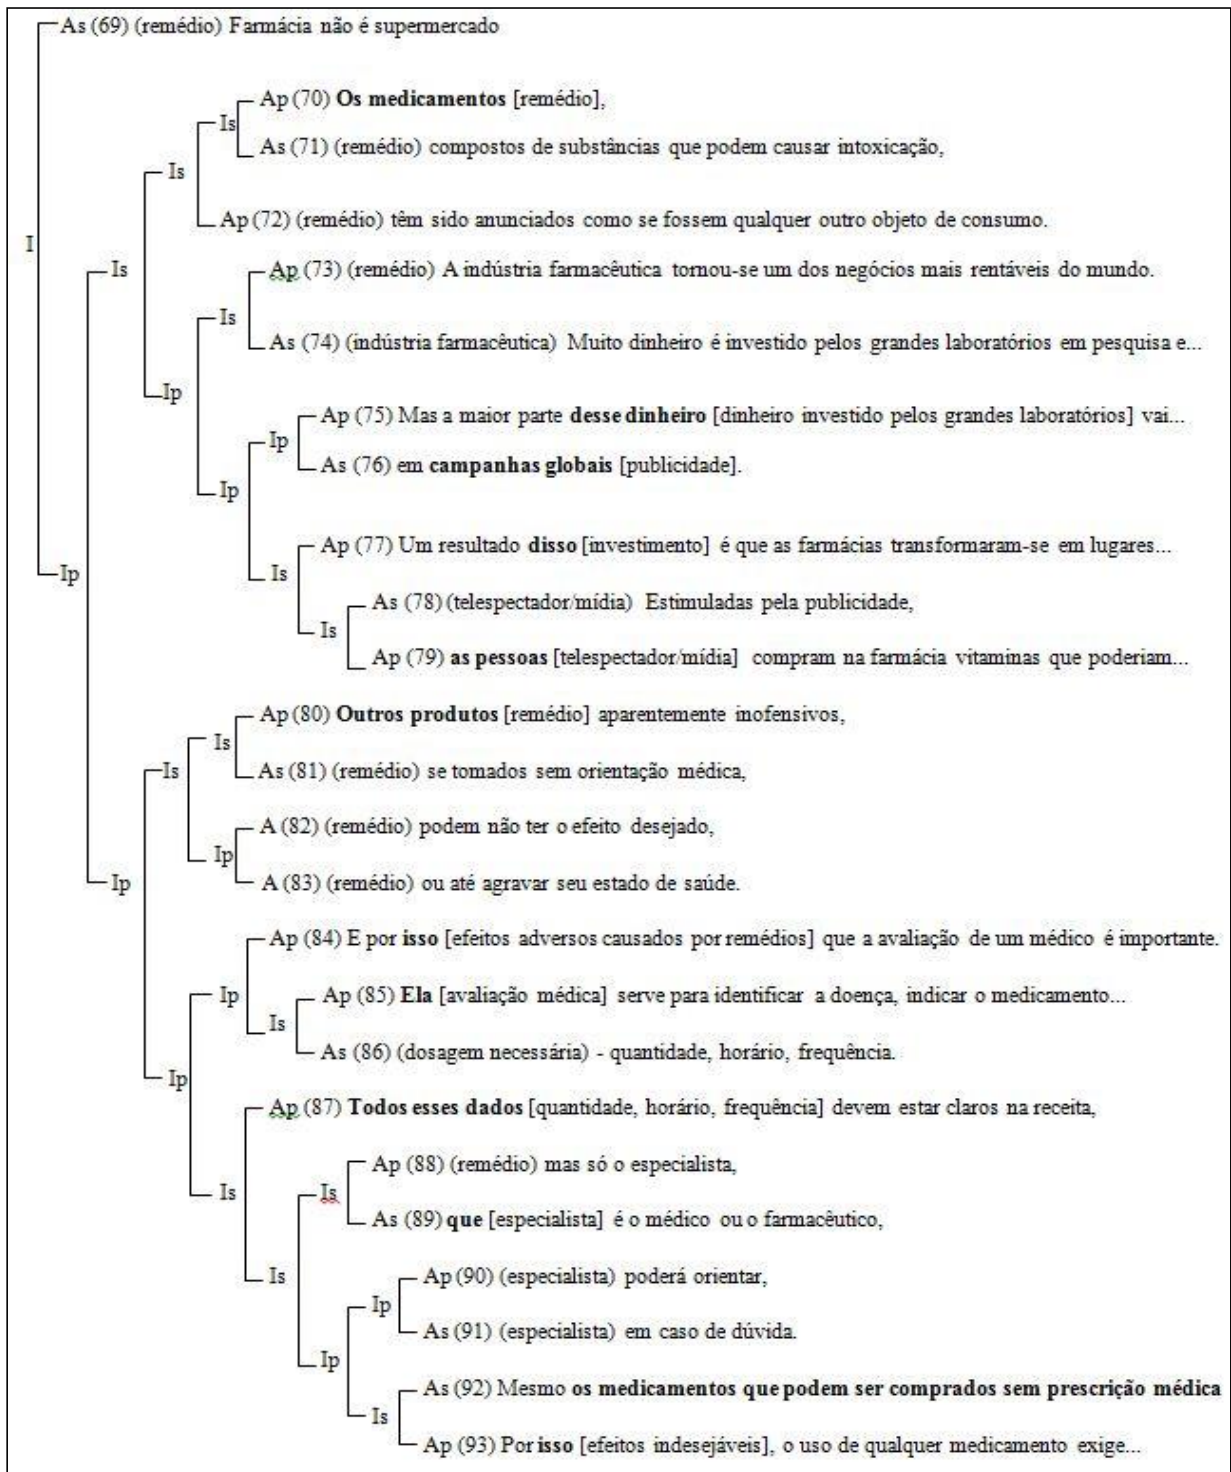 As (69) (remédio) Farmácia não é supermercado
Ap (70) Os medicamentos [remédio],
Is
As (71) (remédio) compostos de substâncias que podem causar intoxicação,
Is
Ap (72) (remédio) têm sido anunciados como se fossem qualquer outro objeto de consumo.
I
Is
Ap (73) (remédio) A indústria farmacêutica tornou-se um dos negócios mais rentáveis do mundo.
Is
As (74) (indústria farmacêutica) Muito dinheiro é investido pelos grandes laboratórios em pesquisa e...
Ip
Ap (75) Mas a maior parte desse dinheiro [dinheiro investido pelos grandes laboratórios] vai...
Ip
As (76) em campanhas globais [publicidade].
Ip
Ap (77) Um resultado disso [investimento] é que as farmácias transformaram-se em lugares...
Ip
Is
As (78) (telespectador/mídia) Estimuladas pela publicidade,
Is
Ap (79) as pessoas [telespectador/mídia] compram na farmácia vitaminas que poderiam...
Ap (80) Outros produtos [remédio] aparentemente inofensivos,
Is
Is
As (81) (remédio) se tomados sem orientação médica,
A (82) (remédio) podem não ter o efeito desejado,
Ip
Ip
A (83) (remédio) ou até agravar seu estado de saúde.
Ap (84) E por isso [efeitos adversos causados por remédios] que a avaliação de um médico é importante.
Ip
Ap (85) Ela [avaliação médica] serve para identificar a doença, indicar o medicamento...
Is
As (86) (dosagem necessária) - quantidade, horário, frequência.
Ip
Ap (87) Todos esses dados [quantidade, horário, frequência] devem estar claros na receita,
Ap (88) (remédio) mas só o especialista,
Is
Is
As (89) que [especialista] é o médico ou o farmacêutico,
Is
Ap (90) (especialista) poderá orientar,
Ip
As (91) (especialista) em caso de dúvida.
Ip
As (92) Mesmo os medicamentos que podem ser comprados sem prescrição médica
Is
Ap (93) Por isso [efeitos indesejáveis], o uso de qualquer medicamento exige...